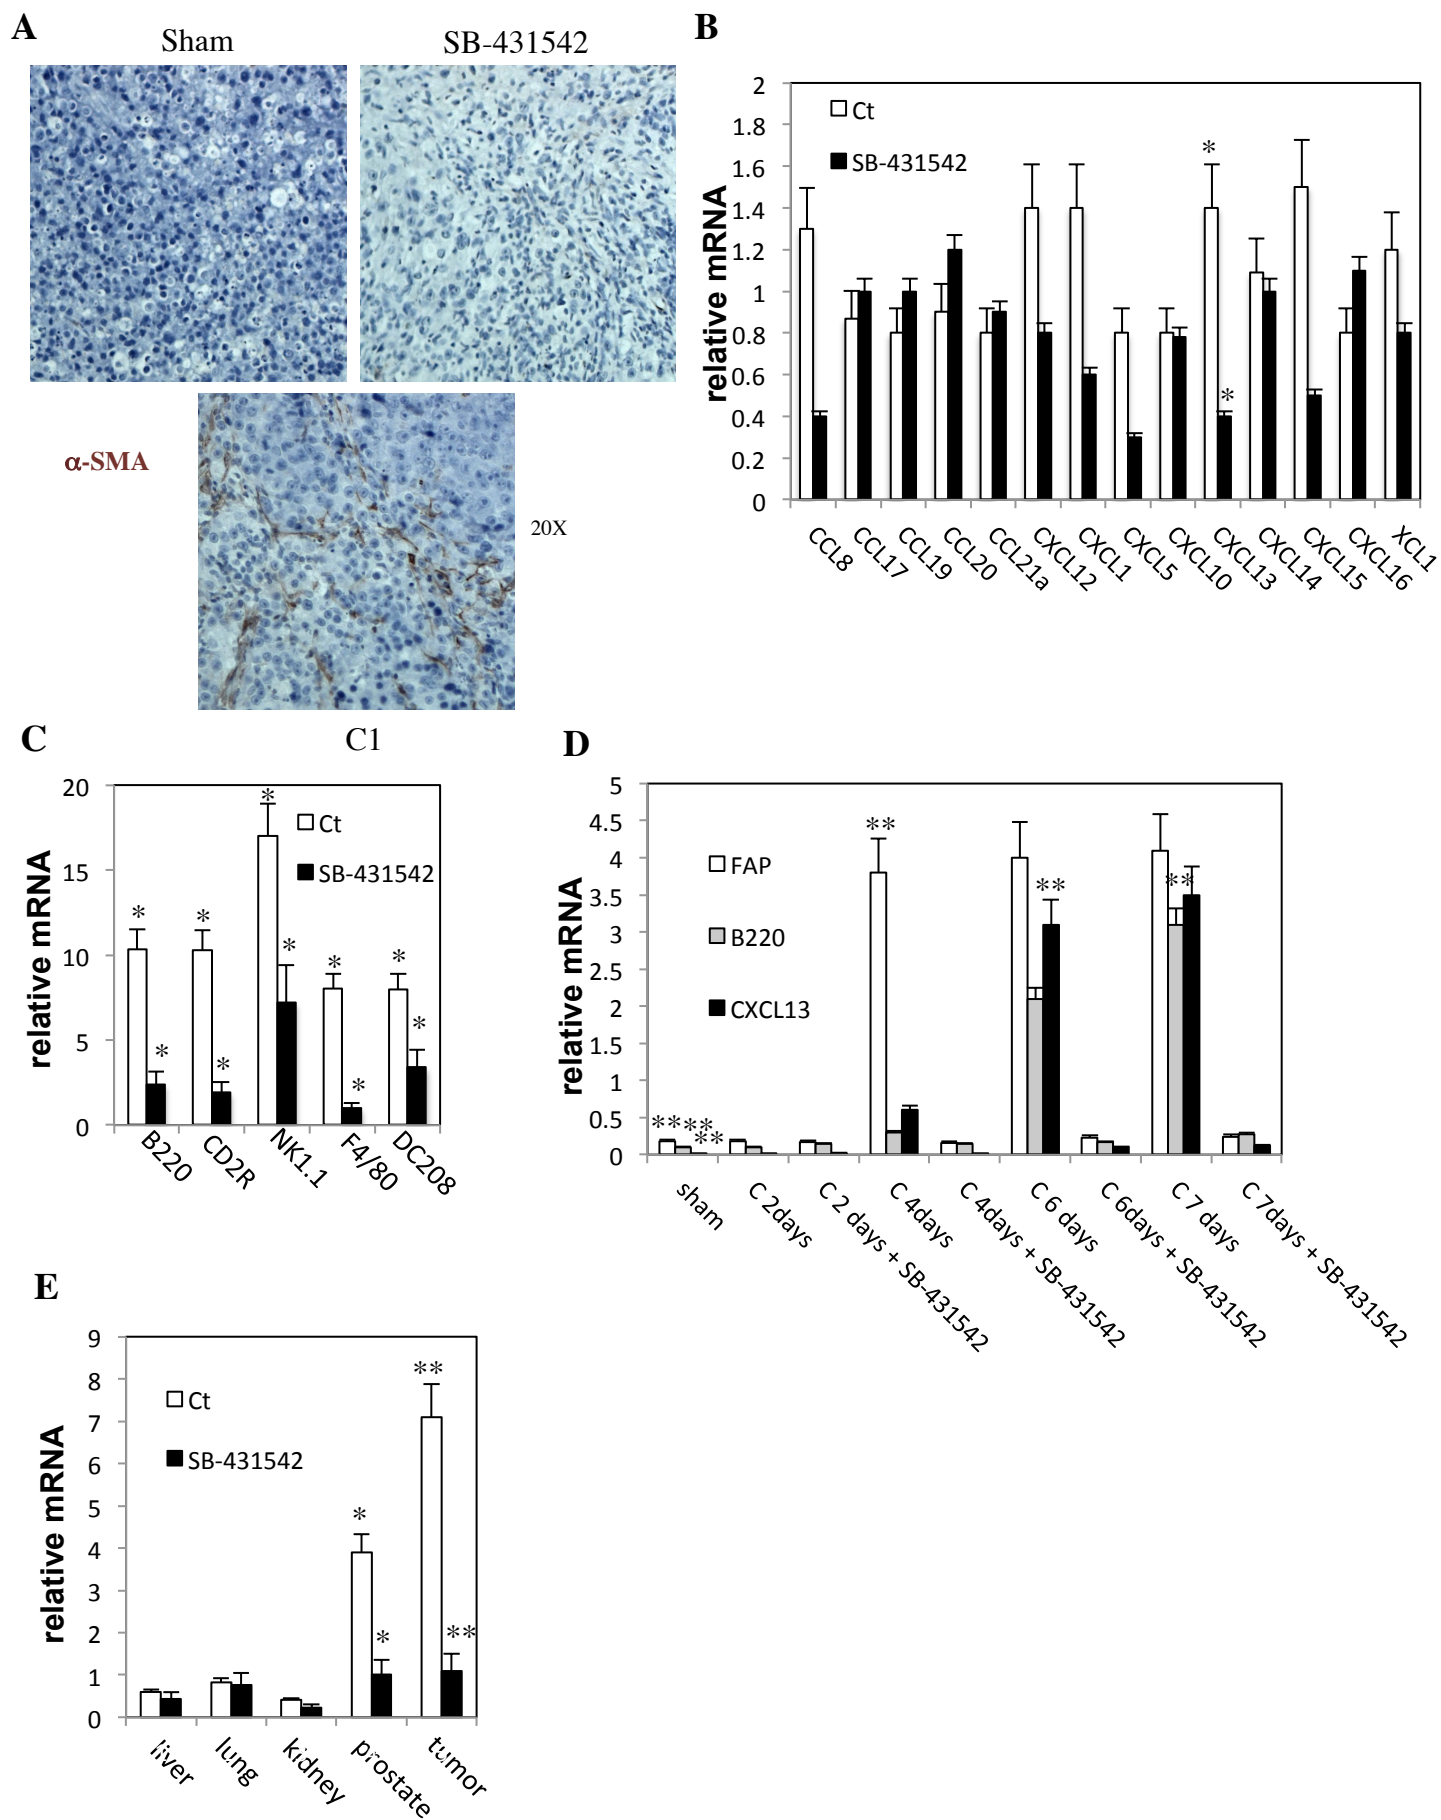 A
Sham
SB-431542
α-SMA
20X
C1
B
2
1.8
1.6
1.4
1.2
1
0.8
0.6
0.4
0.2
0
relative mRNA
Ct
SB-431542
*
*
CCL8
CCL17
CCL19
CCL20
CCL21a
CXCL12
CXCL1
CXCL5
CXCL10
CXCL13
CXCL14
CXCL15
CXCL16
XCL1
C
20
15
10
5
0
relative mRNA
Ct
SB-431542
*
*
*
*
*
*
*
*
*
*
B220
CD2R
NK1.1
F4/80
DC208
D
5
4.5
4
3.5
3
2.5
2
1.5
1
0.5
0
relative mRNA
FAP
B220
CXCL13
**
**
**
**
**
**
sham
C 2days
C 2 days + SB-431542
C 4days
C 4days + SB-431542
C 6 days
C 6days + SB-431542
C 7 days
C 7days + SB-431542
E
9
8
7
6
5
4
3
2
1
0
relative mRNA
Ct
SB-431542
*
*
**
**
liver
lung
kidney
prostate
tumor